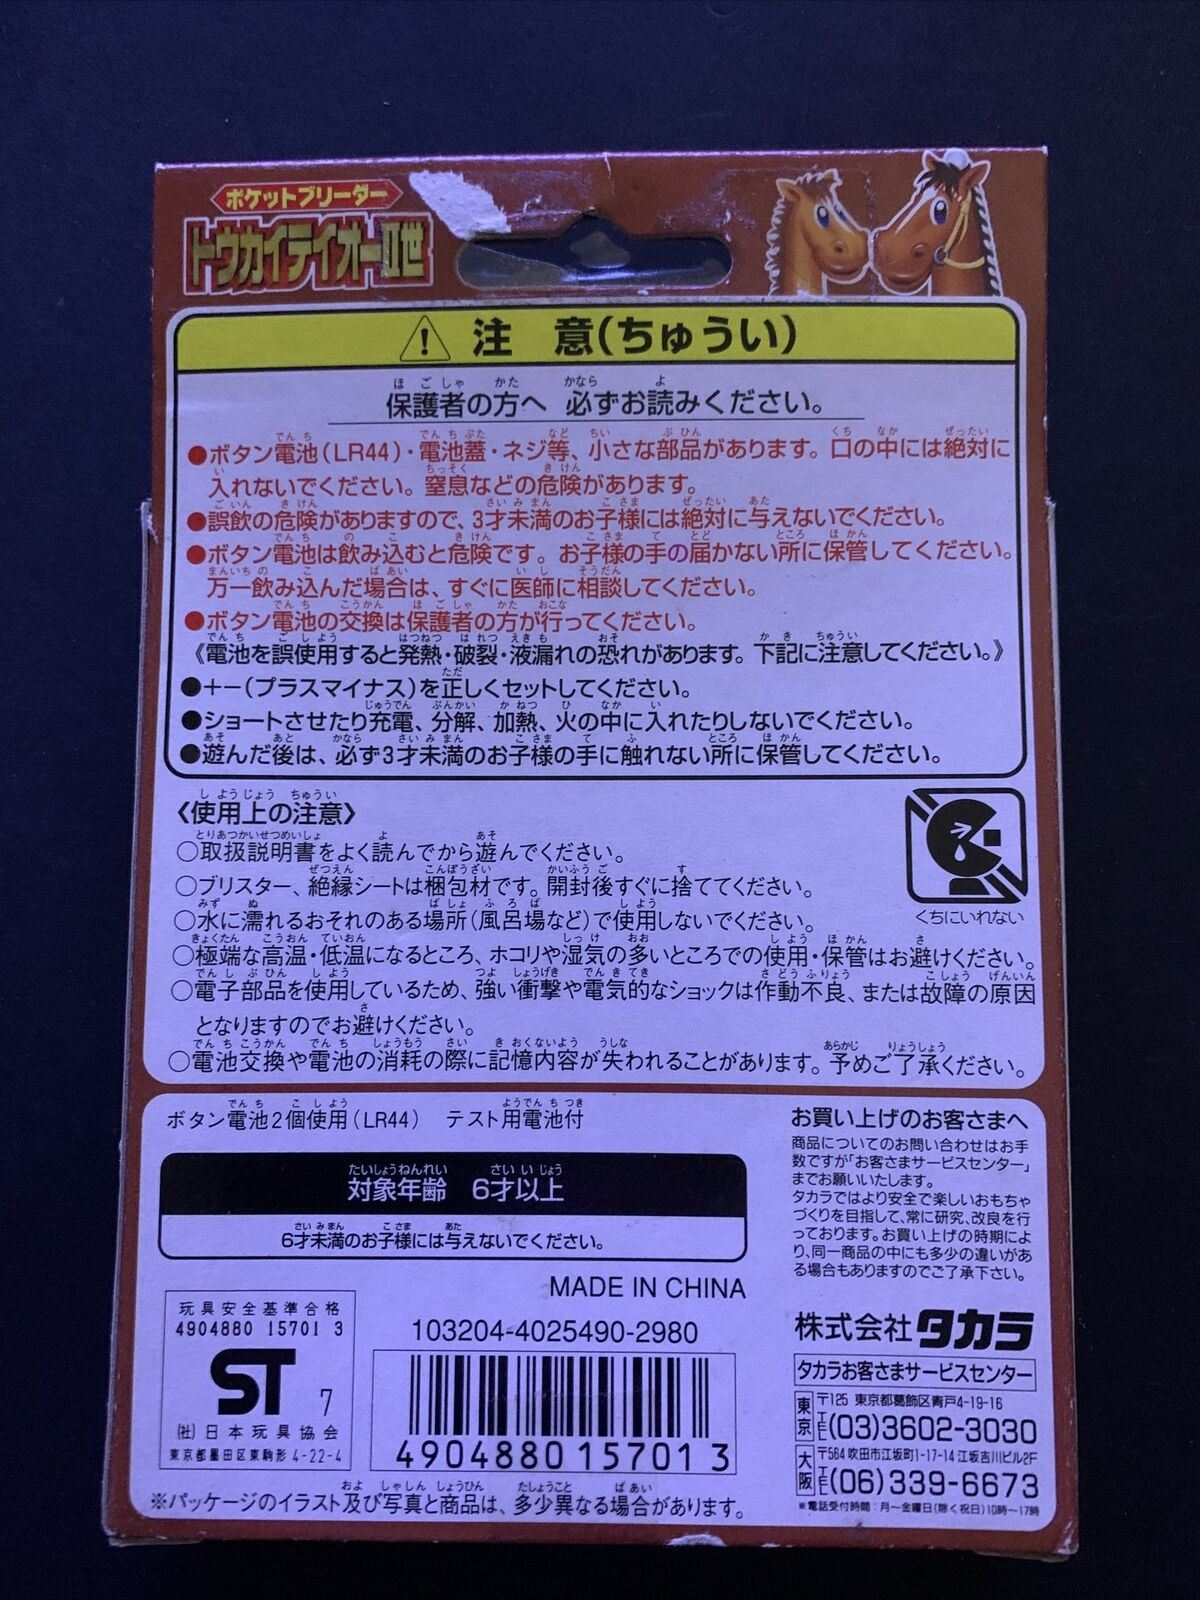 ポケットブリーダー
トウカイテイオーII世
注 意(ちゅうい)
保護者の方へ 必ずお読みください。
●ボタン電池(LR44)・電池蓋・ネジ等、小さな部品があります。口の中には絶対に
入れないでください。窒息などの危険があります。
●誤飲の危険がありますので、3才未満のお子様には絶対に与えないでください。
●ボタン電池は飲み込むと危険です。お子様の手の届かない所に保管してください。
万一飲み込んだ場合は、すぐに医師に相談してください。
●ボタン電池の交換は保護者の方が行ってください。
《電池を誤使用すると発熱・破裂・液漏れの恐れがあります。下記に注意してください。》
●+−(プラスマイナス)を正しくセットしてください。
●ショートさせたり充電、分解、加熱、火の中に入れたりしないでください。
●遊んだ後は、必ず3才未満のお子様の手に触れない所に保管してください。
〈使用上の注意〉
○取扱説明書をよく読んでから遊んでください。
○ブリスター、絶縁シートは梱包材です。開封後すぐに捨ててください。
○水に濡れるおそれのある場所(風呂場など)で使用しないでください。
○極端な高温・低温になるところ、ホコリや湿気の多いところでの使用・保管はお避けください。
○電子部品を使用しているため、強い衝撃や電気的なショックは作動不良、または故障の原因
となりますのでお避けください。
○電池交換や電池の消耗の際に記憶内容が失われることがあります。予めご了承ください。
くちにいれない
ボタン電池2個使用(LR44) テスト用電池付
対象年齢 6才以上
6才未満のお子様には与えないでください。
MADE IN CHINA
玩具安全基準合格
4904880 15701 3
ST 7
(社)日本玩具協会
東京都墨田区東駒形 4-22-4
103204-4025490-2980
4904880157013
※パッケージのイラスト及び写真と商品は、多少異なる場合があります。
お買い上げのお客さまへ
商品についてのお問い合わせはお手
数ですが「お客さまサービスセンター」
までお願いいたします。
タカラではより安全で楽しいおもちゃ
づくりを目指して、常に研究、改良を行
っております。お買い上げの時期によ
り、同一商品の中にも多少の違いがあ
る場合もありますのでご了承下さい。
株式会社タカラ
タカラお客さまサービスセンター
東京 〒125 東京都葛飾区青戸4-19-16
TEL(03)3602-3030
大阪 〒564 吹田市江坂町1-17-14 江坂吉川ビル2F
TEL(06)339-6673
*電話受付時間：月〜金曜日(除く祝日)10時〜17時